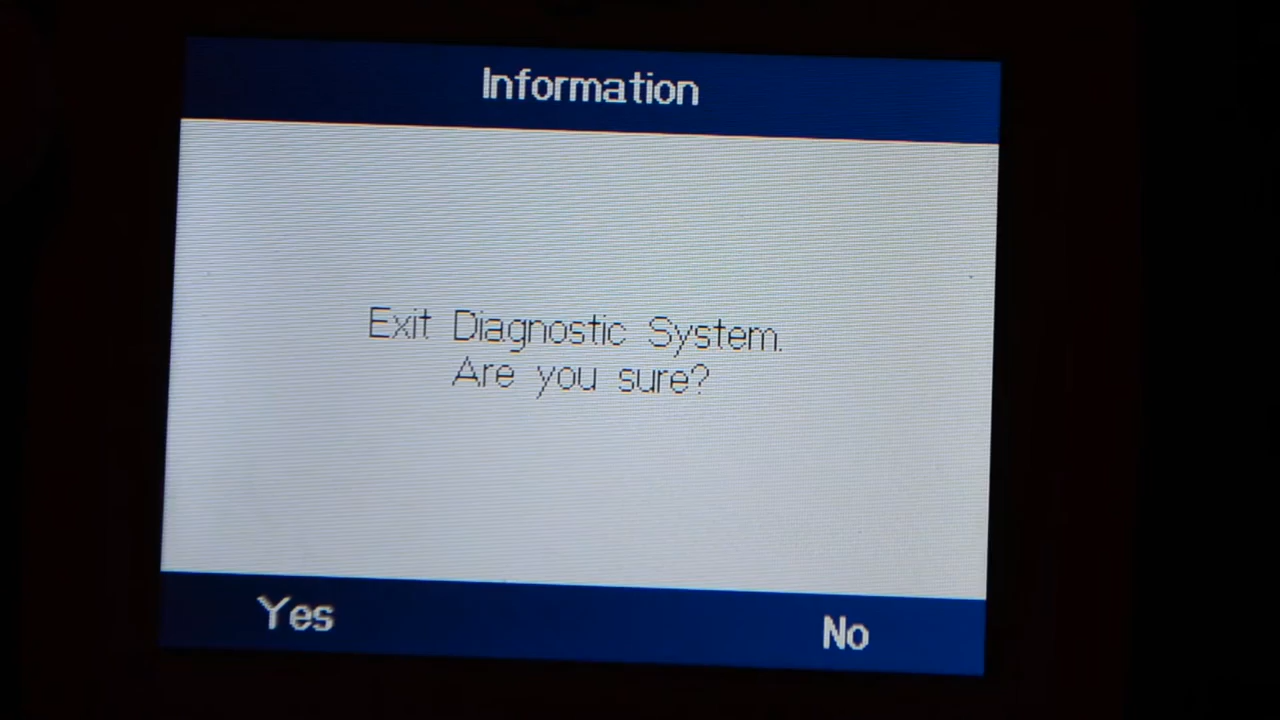 Information
Exit Diagnostic System.
Are you sure?
Yes No